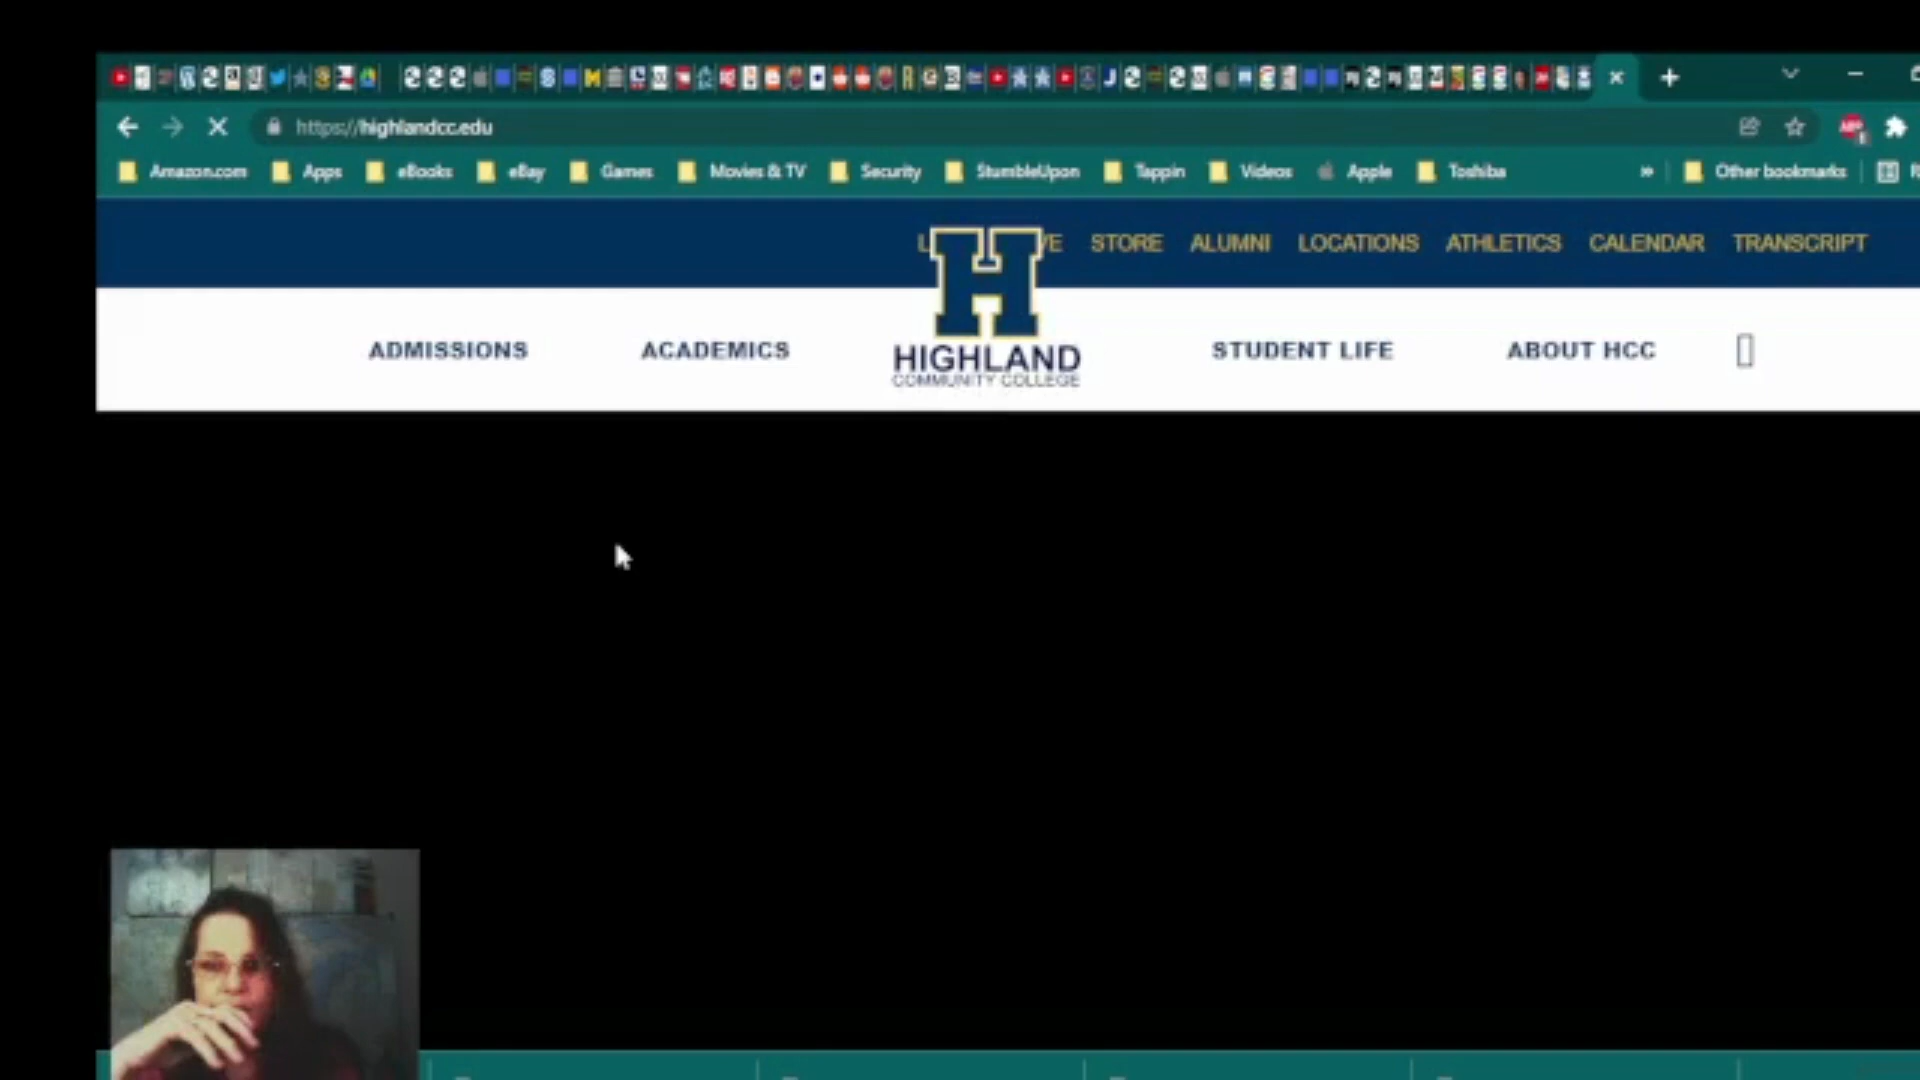 https://highlandcc.edu
Amazon.com Apps eBooks eBay Games Movies & TV Security StumbleUpon Tappin Videos Apple Toshiba » Other bookmarks
STORE ALUMNI LOCATIONS ATHLETICS CALENDAR TRANSCRIPT
H
ADMISSIONS ACADEMICS HIGHLAND STUDENT LIFE ABOUT HCC
COMMUNITY COLLEGE